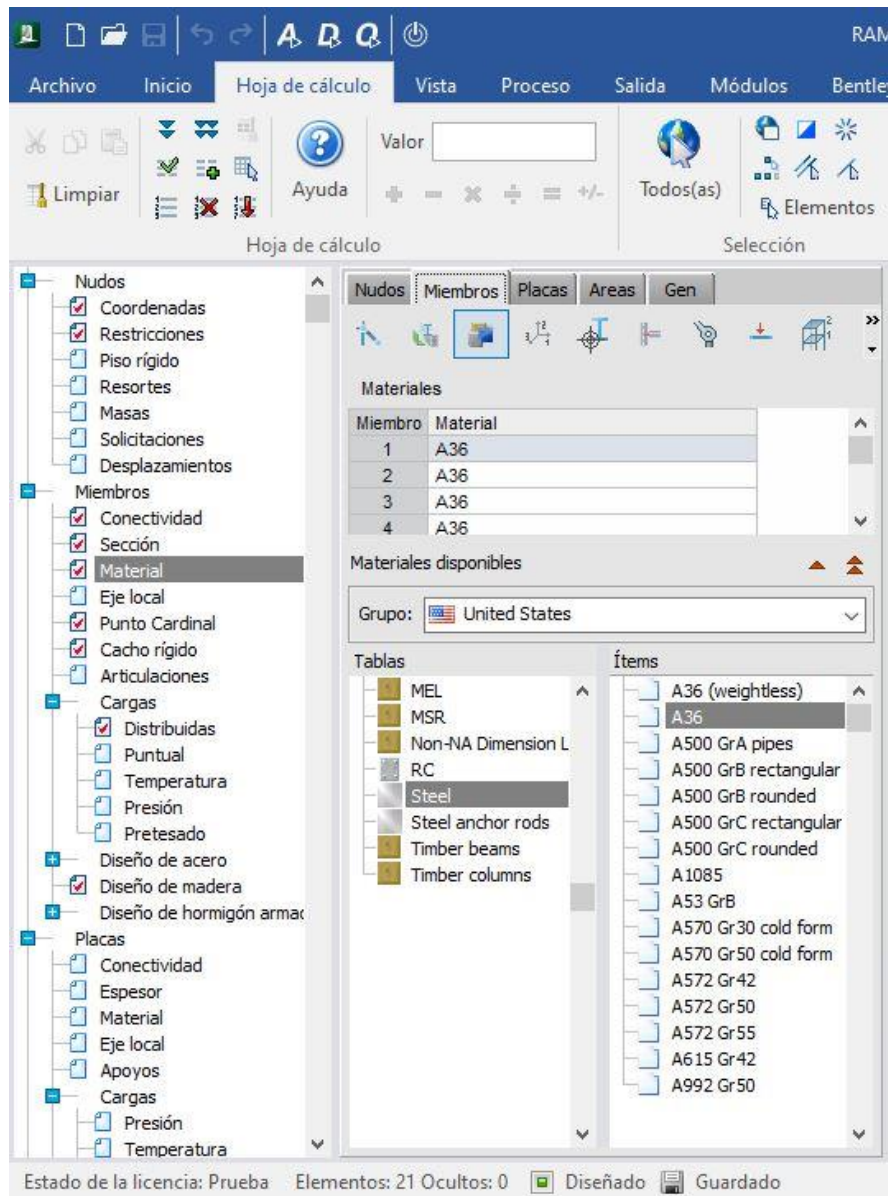 RAM
Archivo Inicio Hoja de cálculo Vista Proceso Salida Módulos Bentle
Valor
Limpiar
Ayuda
Todos(as)
Elementos
Hoja de cálculo
Selección
Nudos
Coordenadas
Restricciones
Piso rígido
Resortes
Masas
Solicitaciones
Desplazamientos
Miembros
Conectividad
Sección
Material
Eje local
Punto Cardinal
Cacho rígido
Articulaciones
Cargas
Distribuidas
Puntual
Temperatura
Presión
Pretesado
Diseño de acero
Diseño de madera
Diseño de hormigón armac
Placas
Conectividad
Espesor
Material
Eje local
Apoyos
Cargas
Presión
Temperatura
Nudos Miembros Placas Areas Gen
Materiales
Miembro Material
1 A36
2 A36
3 A36
4 A36
Materiales disponibles
Grupo: United States
Tablas
MEL
MSR
Non-NA Dimension L
RC
Steel
Steel anchor rods
Timber beams
Timber columns
Ítems
A36 (weightless)
A36
A500 GrA pipes
A500 GrB rectangular
A500 GrB rounded
A500 GrC rectangular
A500 GrC rounded
A1085
A53 GrB
A570 Gr30 cold form
A570 Gr50 cold form
A572 Gr42
A572 Gr50
A572 Gr55
A615 Gr42
A992 Gr50
Estado de la licencia: Prueba Elementos: 21 Ocultos: 0 Diseñado Guardado